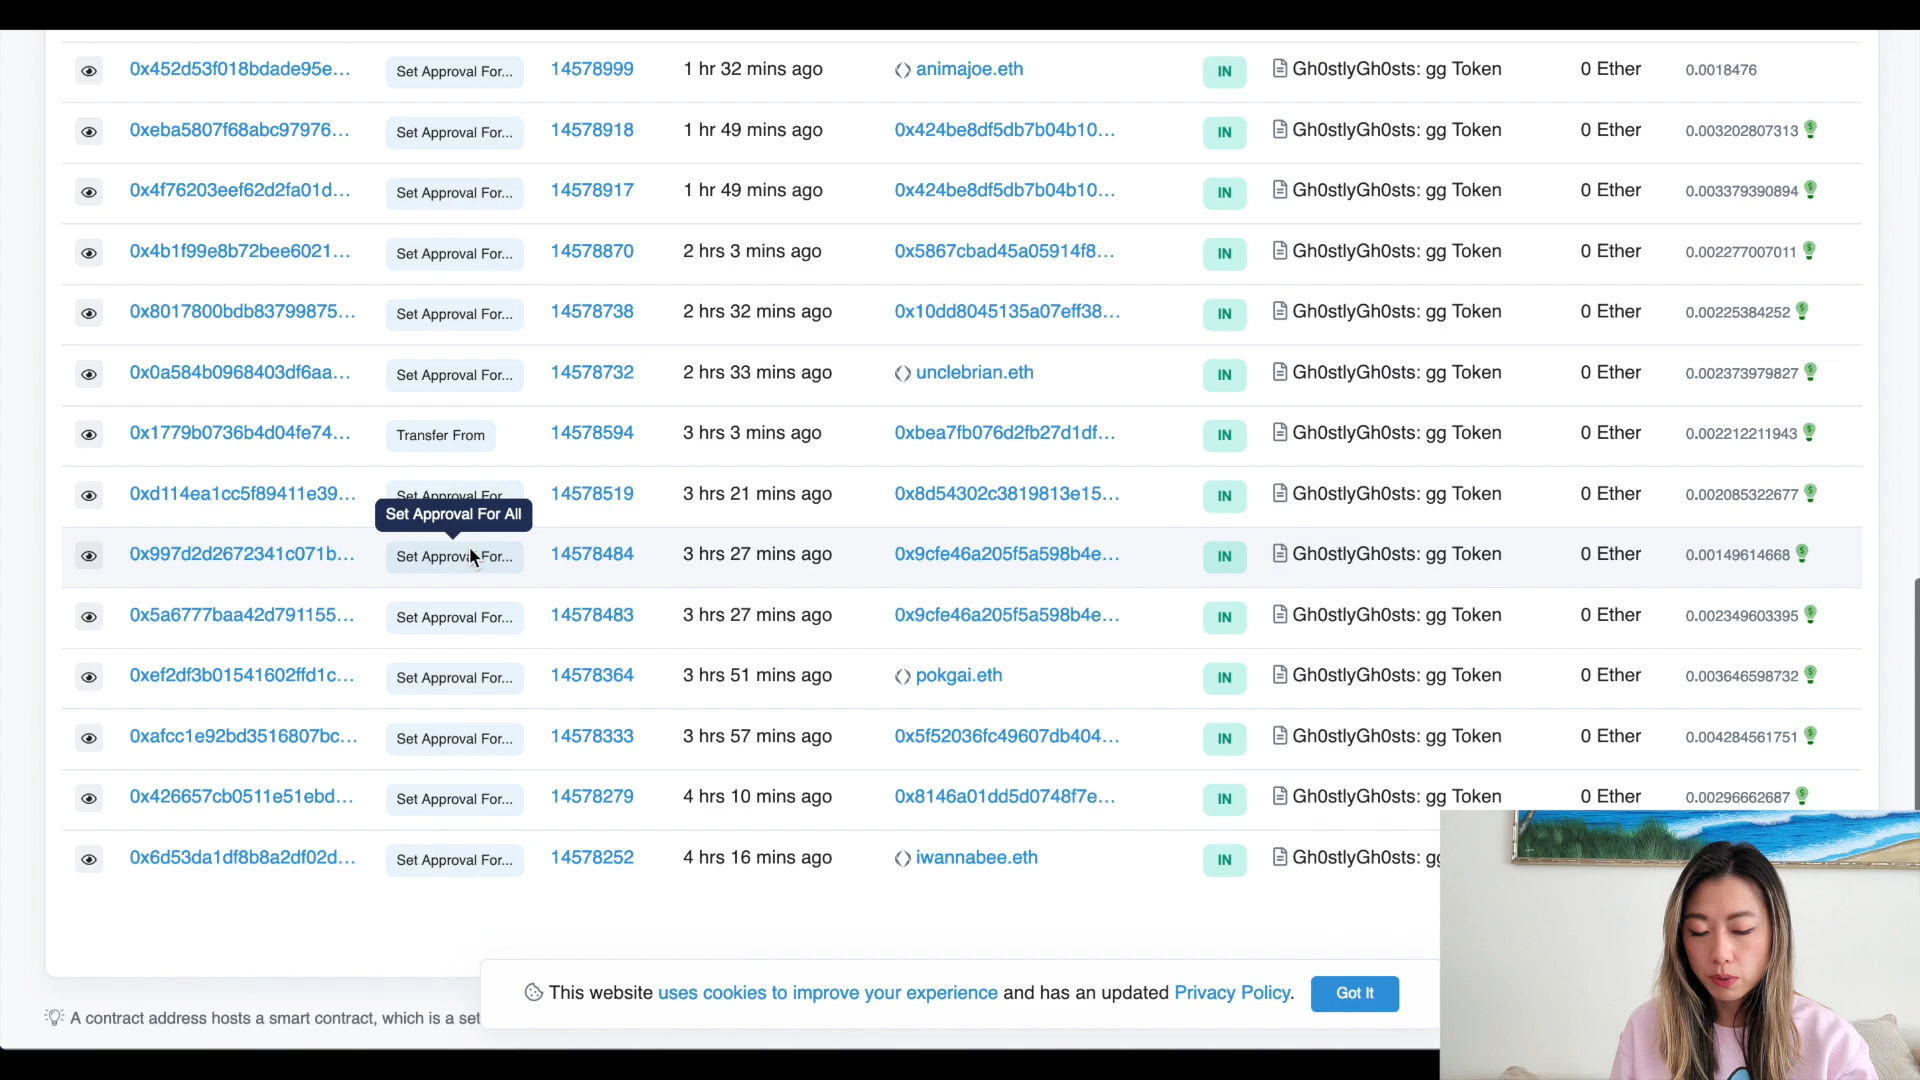 0x452d53f018bdade95e... Set Approval For... 14578999 1 hr 32 mins ago animajoe.eth IN Gh0stlyGh0sts: gg Token 0 Ether 0.0018476
0xeba5807f68abc97976... Set Approval For... 14578918 1 hr 49 mins ago 0x424be8df5db7b04b10... IN Gh0stlyGh0sts: gg Token 0 Ether 0.003202807313
0x4f76203eef62d2fa01d... Set Approval For... 14578917 1 hr 49 mins ago 0x424be8df5db7b04b10... IN Gh0stlyGh0sts: gg Token 0 Ether 0.003379390894
0x4b1f99e8b72bee6021... Set Approval For... 14578870 2 hrs 3 mins ago 0x5867cbad45a05914f8... IN Gh0stlyGh0sts: gg Token 0 Ether 0.002277007011
0x8017800bdb83799875... Set Approval For... 14578738 2 hrs 32 mins ago 0x10dd8045135a07eff38... IN Gh0stlyGh0sts: gg Token 0 Ether 0.00225384252
0x0a584b0968403df6aa... Set Approval For... 14578732 2 hrs 33 mins ago unclebrian.eth IN Gh0stlyGh0sts: gg Token 0 Ether 0.002373979827
0x1779b0736b4d04fe74... Transfer From 14578594 3 hrs 3 mins ago 0xbea7fb076d2fb27d1df... IN Gh0stlyGh0sts: gg Token 0 Ether 0.002212211943
0xd114ea1cc5f89411e39... Set Approval For... 14578519 3 hrs 21 mins ago 0x8d54302c3819813e15... IN Gh0stlyGh0sts: gg Token 0 Ether 0.002085322677
Set Approval For All
0x997d2d2672341c071b... Set Approval For... 14578484 3 hrs 27 mins ago 0x9cfe46a205f5a598b4e... IN Gh0stlyGh0sts: gg Token 0 Ether 0.00149614668
0x5a6777baa42d791155... Set Approval For... 14578483 3 hrs 27 mins ago 0x9cfe46a205f5a598b4e... IN Gh0stlyGh0sts: gg Token 0 Ether 0.002349603395
0xef2df3b01541602ffd1c... Set Approval For... 14578364 3 hrs 51 mins ago pokgai.eth IN Gh0stlyGh0sts: gg Token 0 Ether 0.003646598732
0xafcc1e92bd3516807bc... Set Approval For... 14578333 3 hrs 57 mins ago 0x5f52036fc49607db404... IN Gh0stlyGh0sts: gg Token 0 Ether 0.004284561751
0x426657cb0511e51ebd... Set Approval For... 14578279 4 hrs 10 mins ago 0x8146a01dd5d0748f7e... IN Gh0stlyGh0sts: gg Token 0 Ether 0.00296662687
0x6d53da1df8b8a2df02d... Set Approval For... 14578252 4 hrs 16 mins ago iwannabee.eth IN Gh0stlyGh0sts: gg
This website uses cookies to improve your experience and has an updated Privacy Policy. Got It
A contract address hosts a smart contract, which is a set